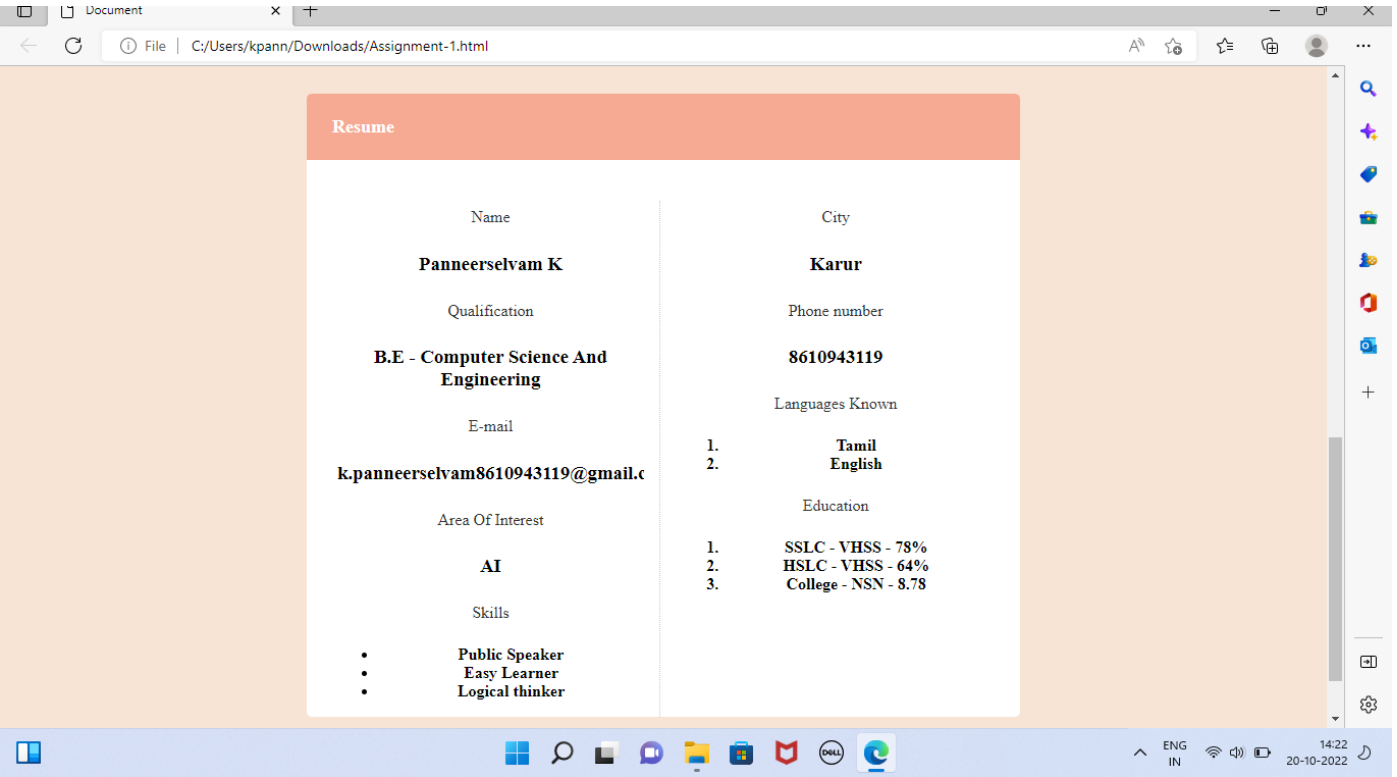 Document
File
C:/Users/kpann/Downloads/Assignment-1.html
Resume
Name
Panneerselvam K
Qualification
B.E - Computer Science And
Engineering
E-mail
k.panneerselvam8610943119@gmail.c
Area Of Interest
AI
Skills
• Public Speaker
• Easy Learner
• Logical thinker
City
Karur
Phone number
8610943119
Languages Known
1. Tamil
2. English
Education
1. SSLC - VHSS - 78%
2. HSLC - VHSS - 64%
3. College - NSN - 8.78
DELL
ENG
IN
14:22
20-10-2022